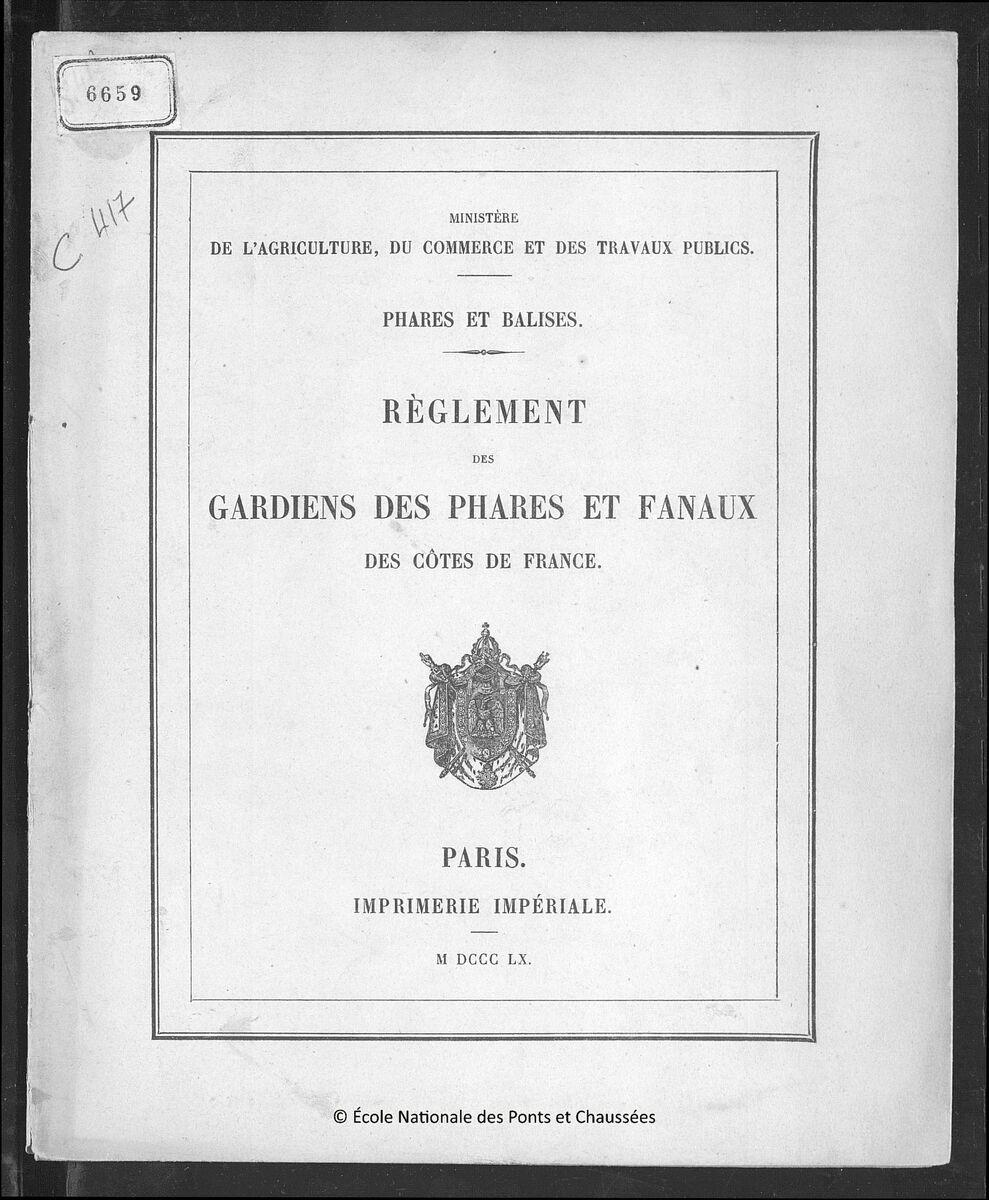 6659
C 417
MINISTÈRE
DE L'AGRICULTURE, DU COMMERCE ET DES TRAVAUX PUBLICS.
PHARES ET BALISES.
RÈGLEMENT
DES
GARDIENS DES PHARES ET FANAUX
DES CÔTES DE FRANCE.
PARIS.
IMPRIMERIE IMPÉRIALE.
M DCCC LX.
© École Nationale des Ponts et Chaussées